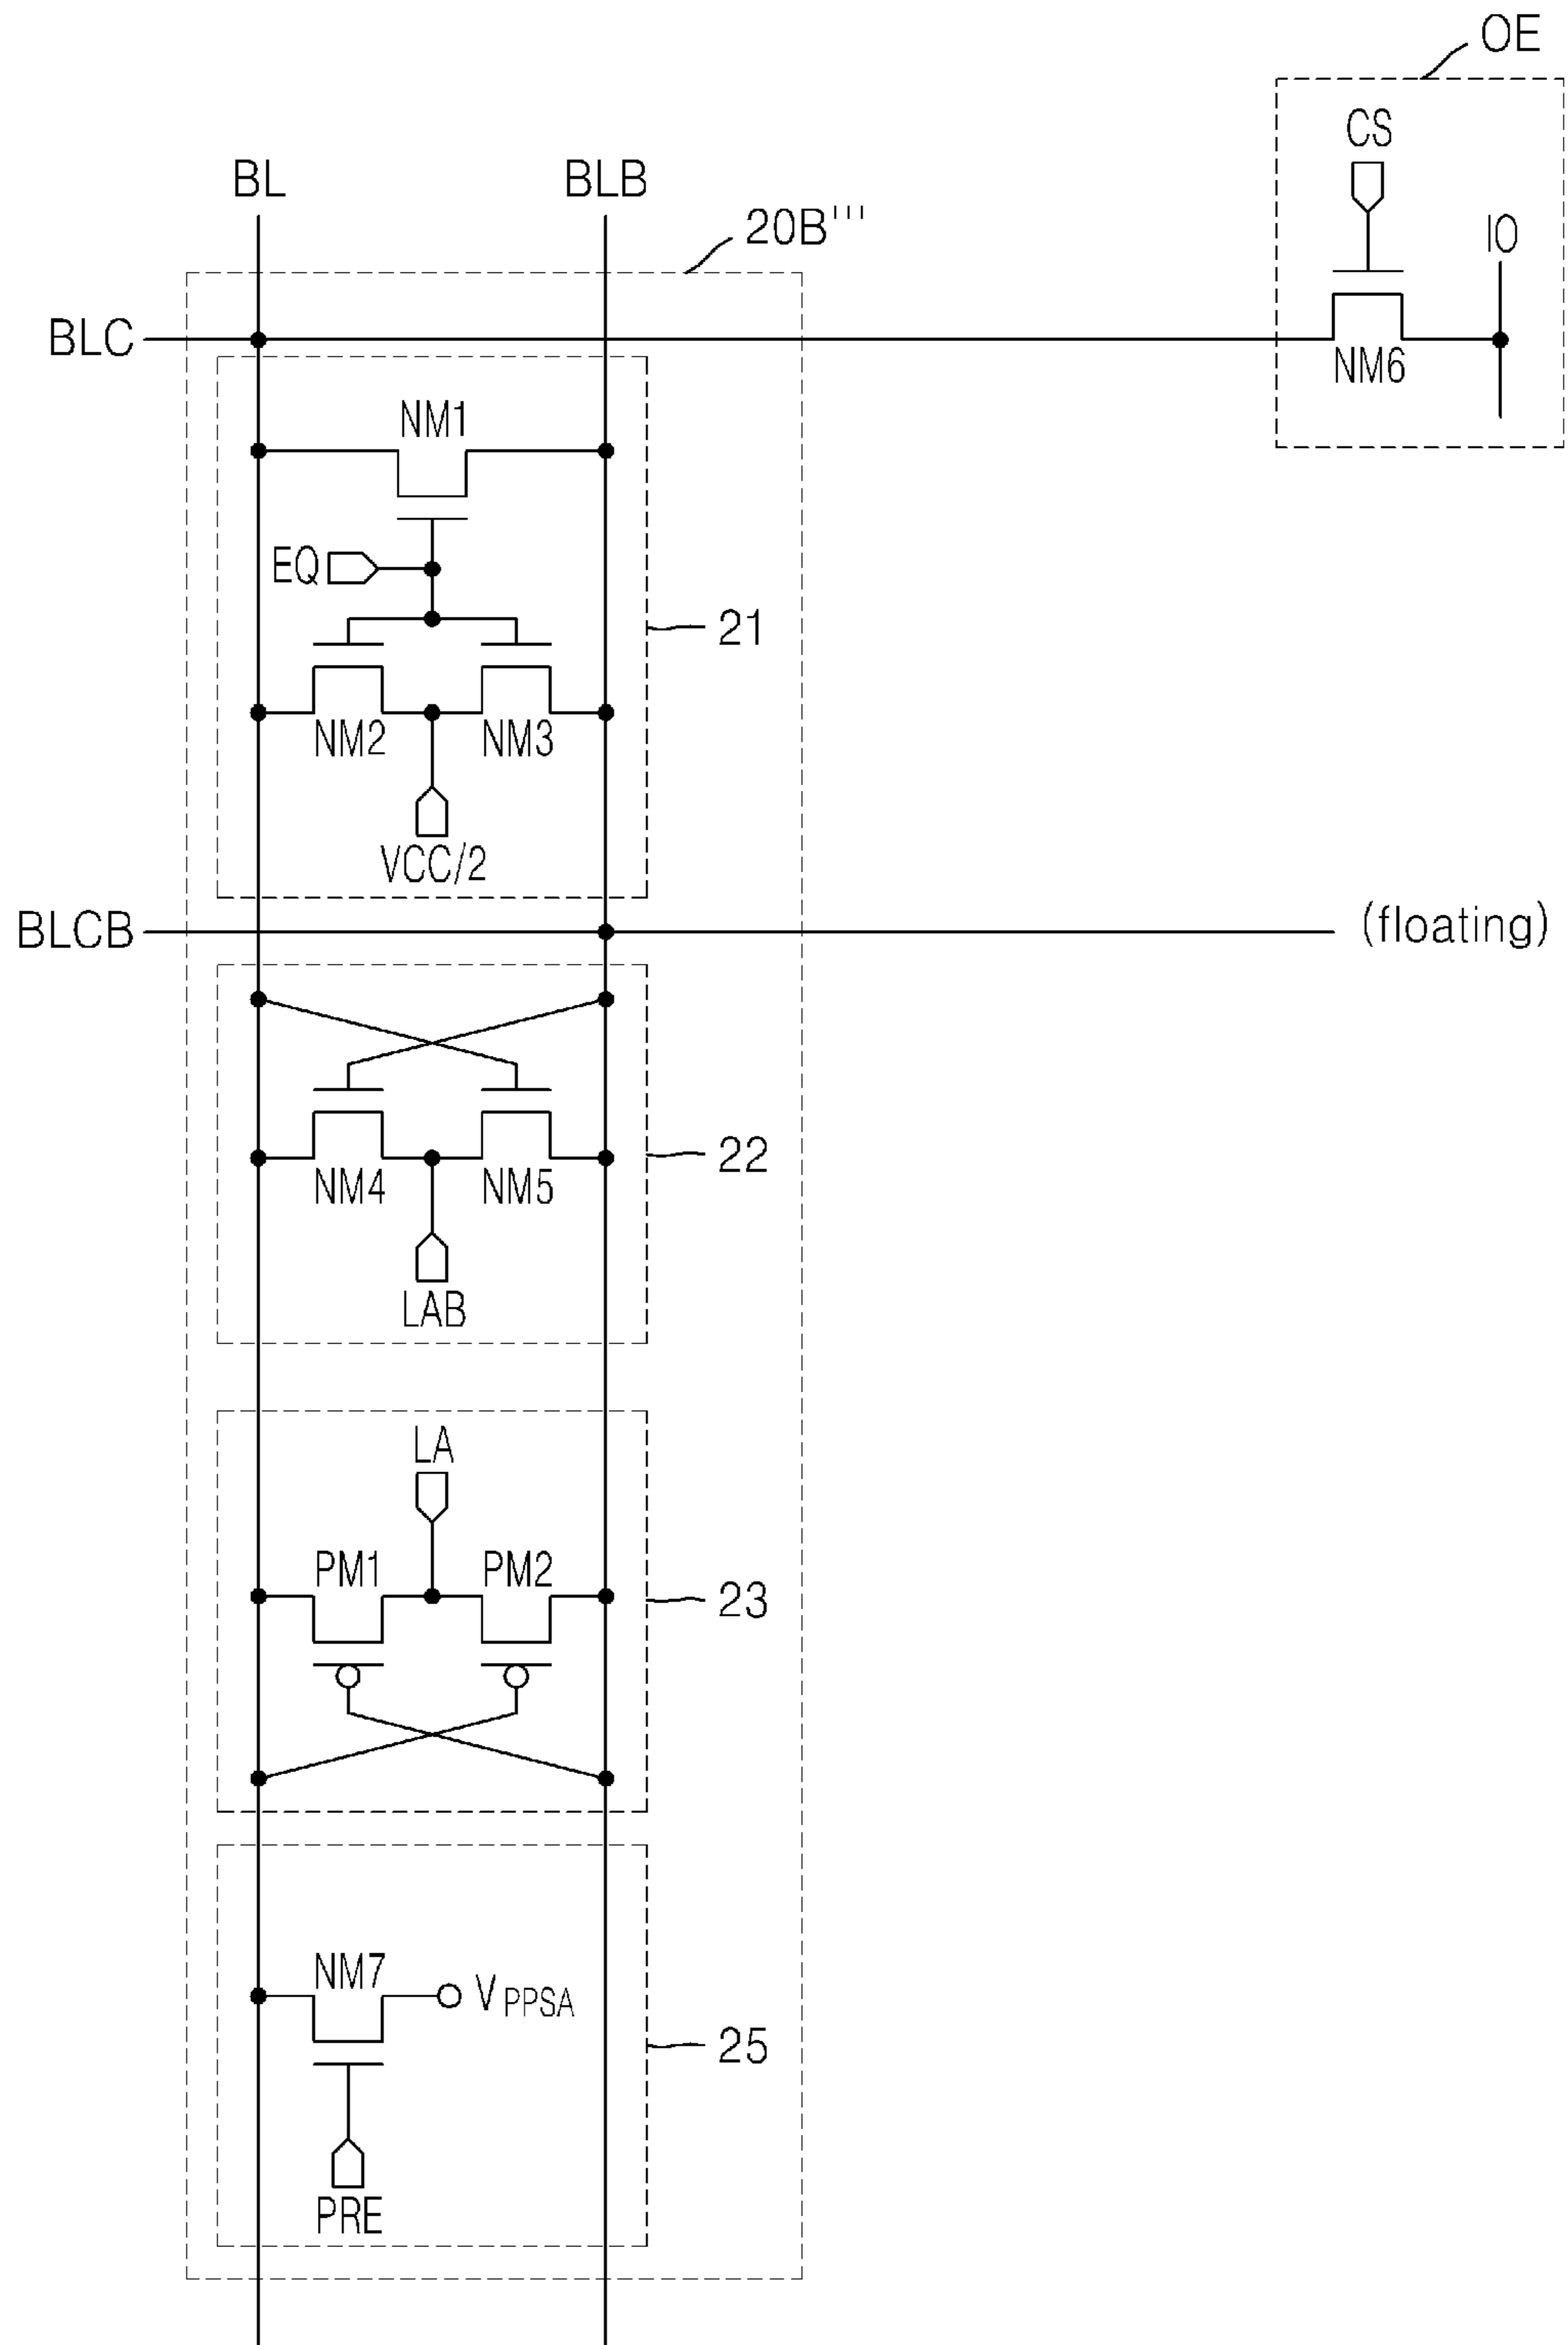 OE
CS
BL
BLB
20B'''
IO
BLC
NM6
NM1
EQ
21
NM2
NM3
VCC/2
BLCB
(floating)
22
NM4
NM5
LAB
LA
PM1
PM2
23
NM7
VPPSA
25
PRE